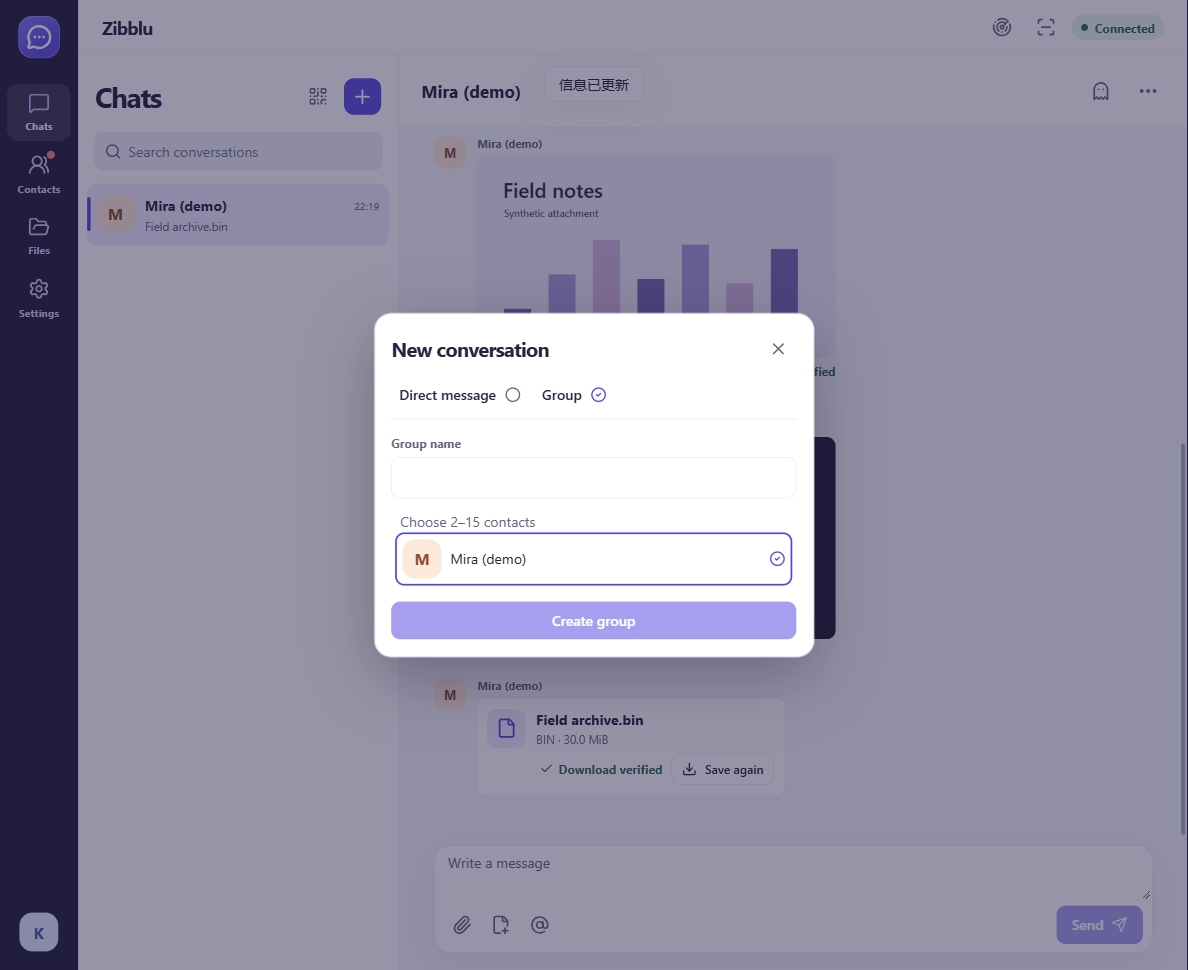 Zibblu
Connected
Chats
Contacts
Files
Settings
K
Chats
Search conversations
M
Mira (demo)
22:19
Field archive.bin
Mira (demo)
信息已更新
M
Mira (demo)
Field notes
Synthetic attachment
fied
New conversation
Direct message
Group
Group name
Choose 2–15 contacts
M
Mira (demo)
Create group
M
Mira (demo)
Field archive.bin
BIN · 30.0 MiB
Download verified
Save again
Write a message
Send